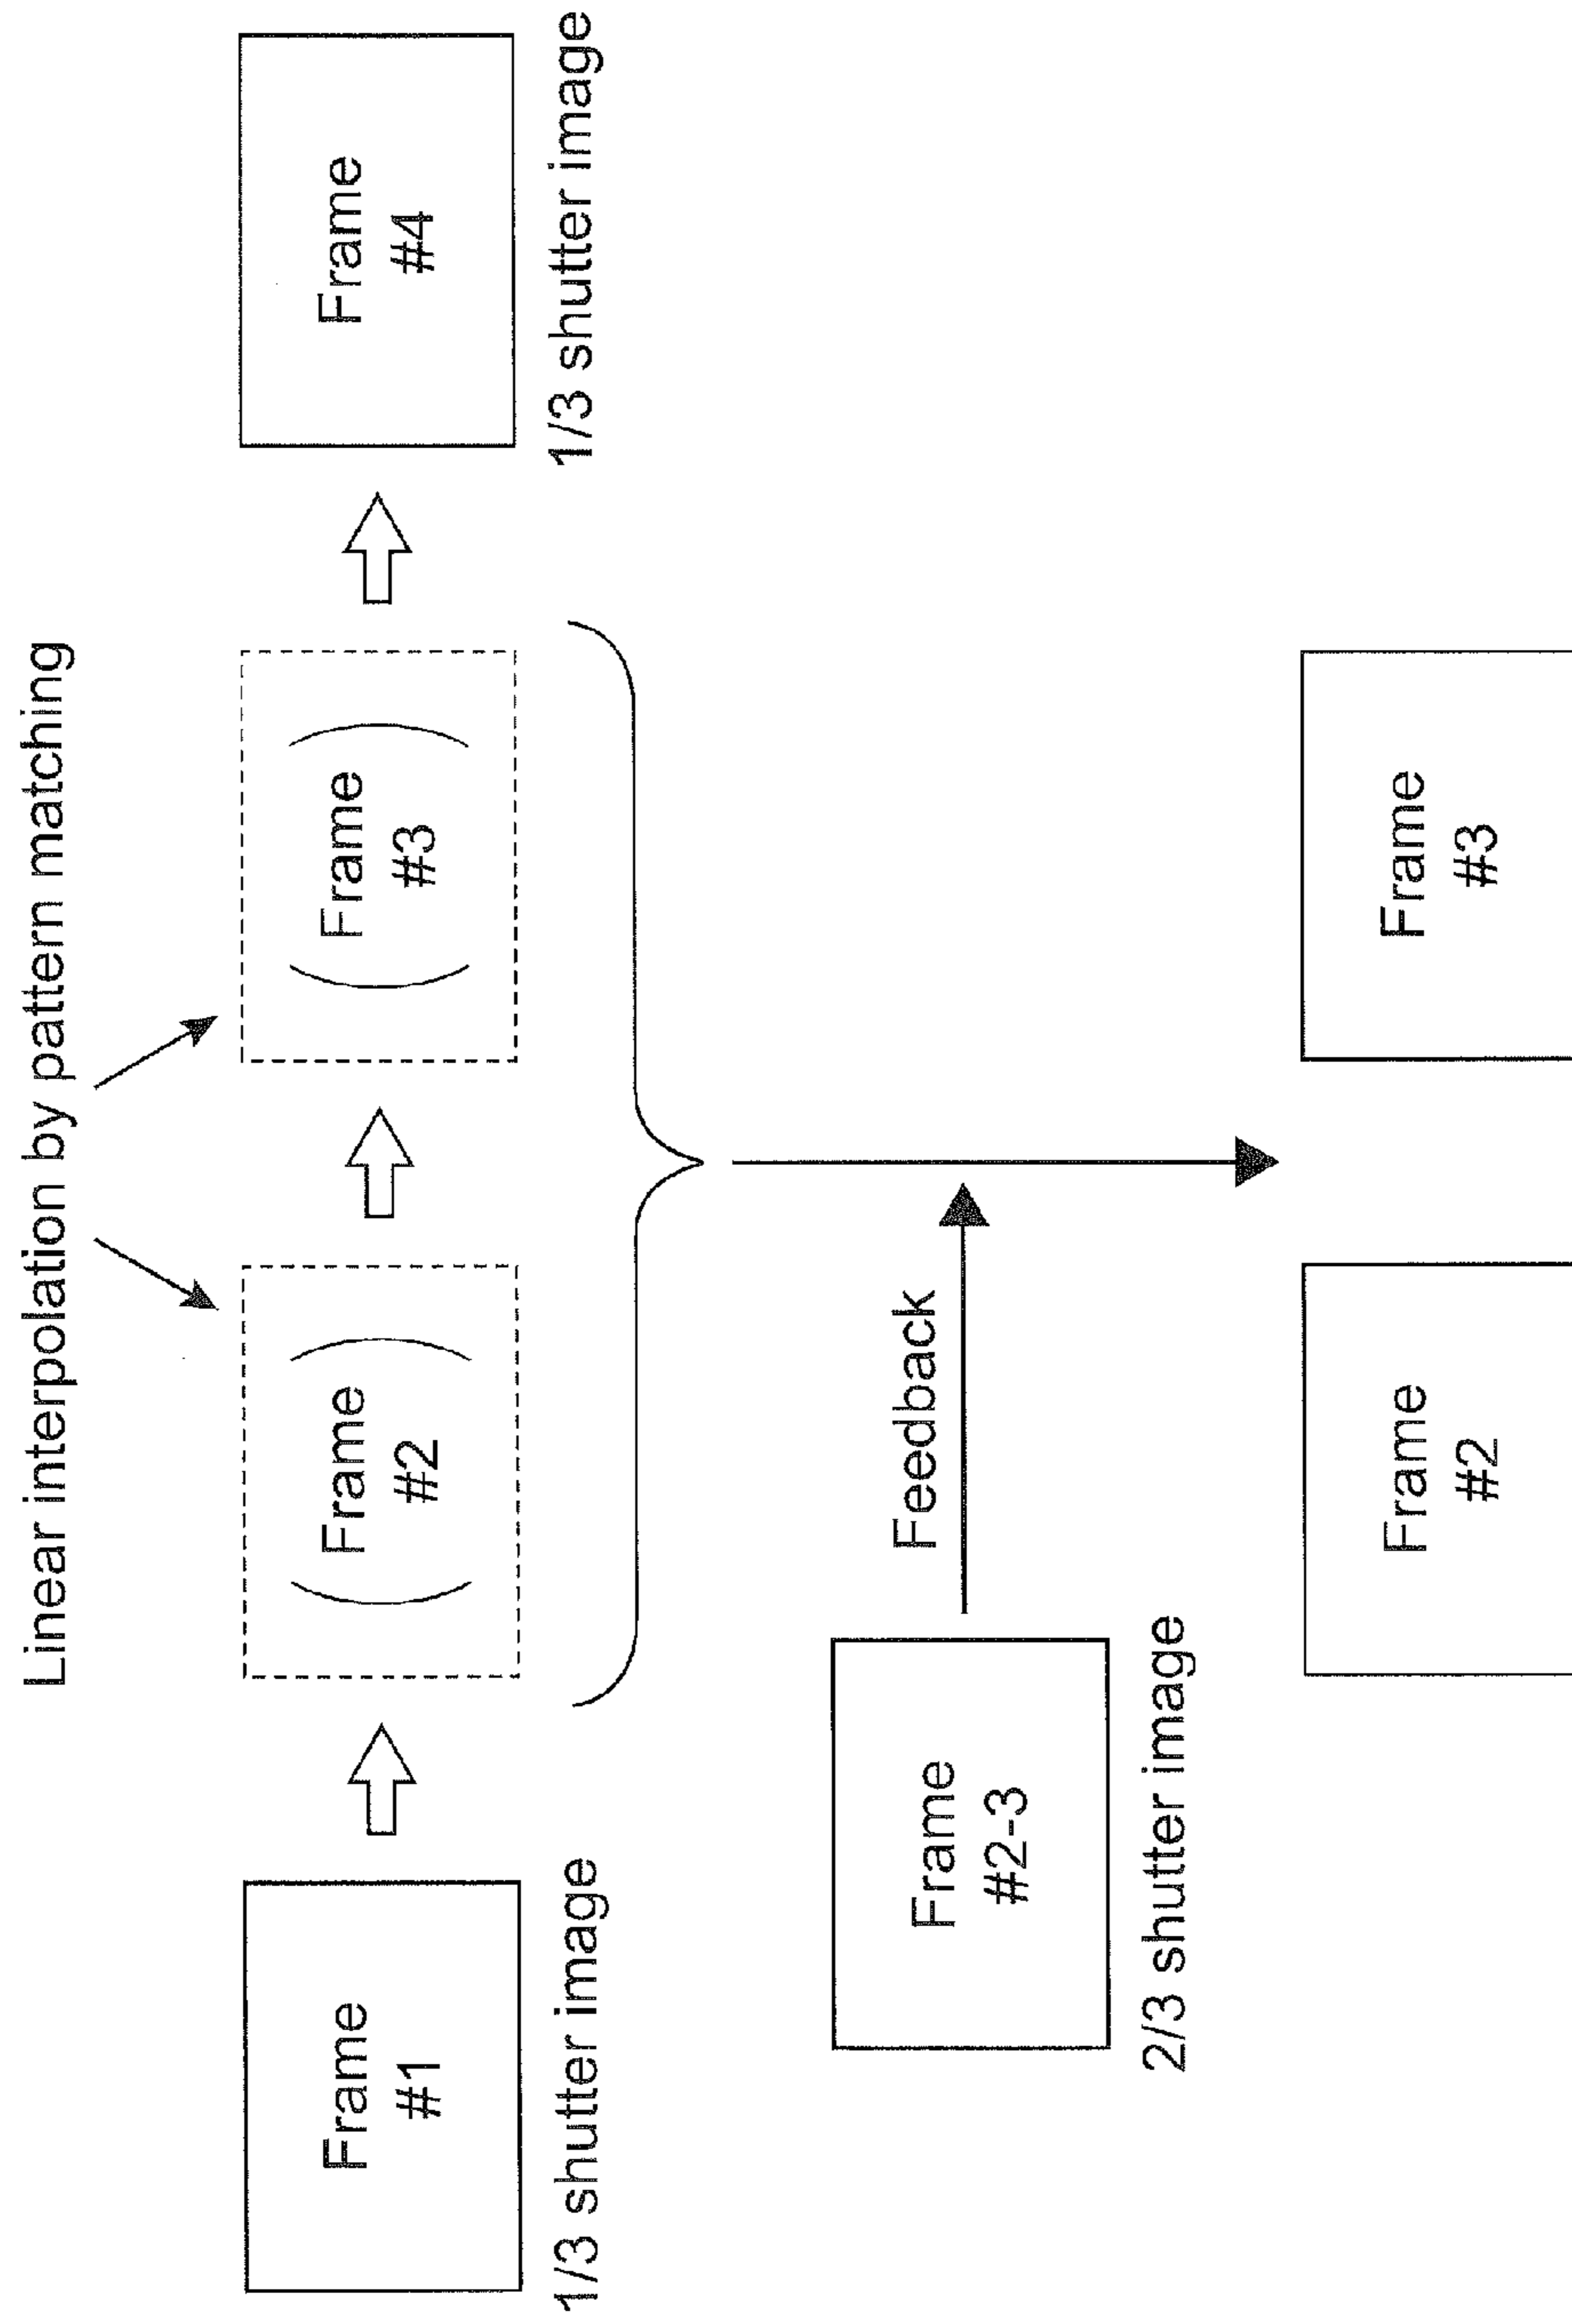 Linear interpolation by pattern matching
Frame
#1
(Frame
#2)
(Frame
#3)
Frame
#4
1/3 shutter image
1/3 shutter image
Frame
#2-3
Feedback
2/3 shutter image
Frame
#2
Frame
#3